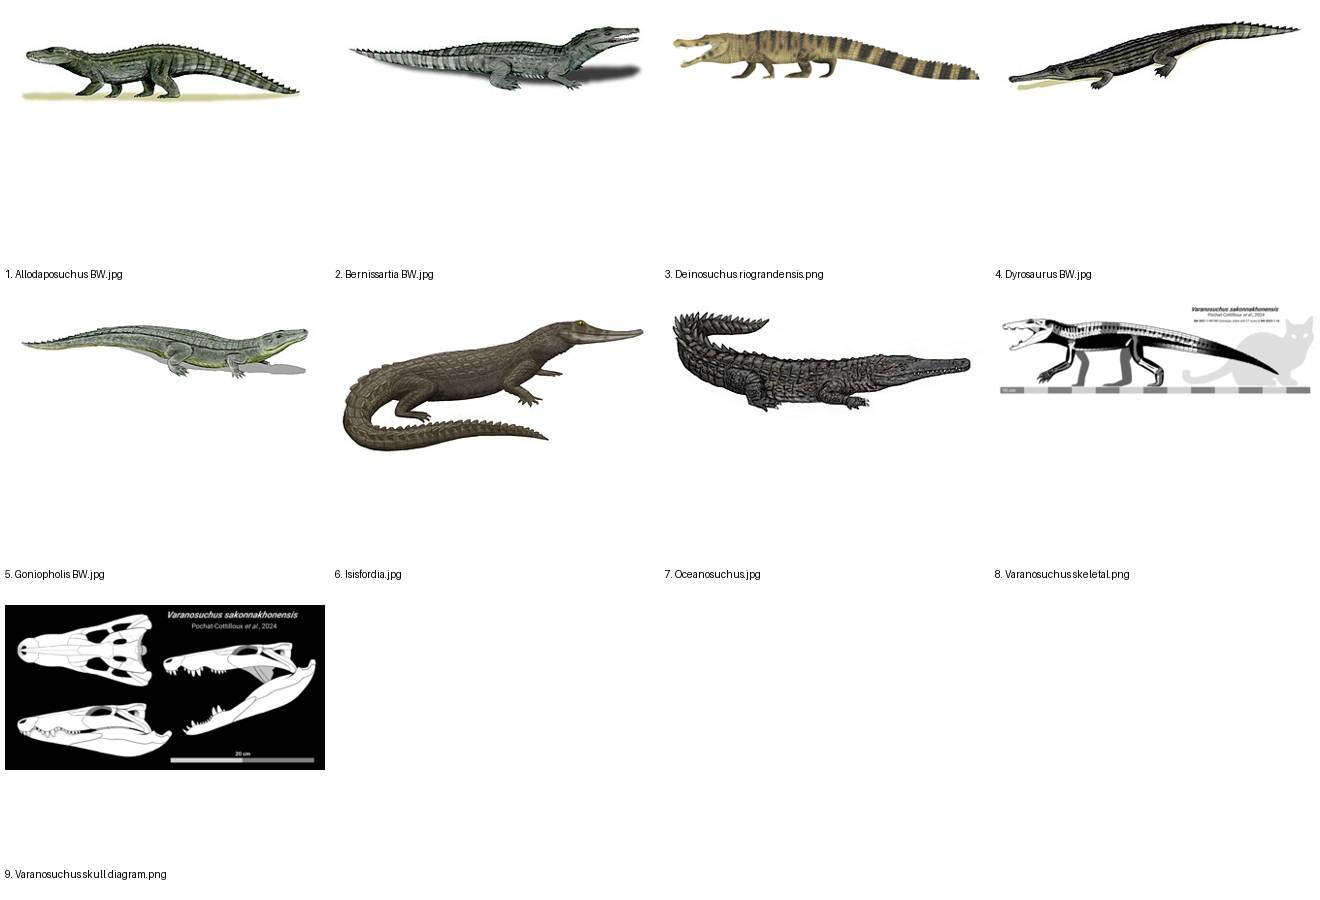 1. Allodaposuchus BW.jpg
2. Bernissartia BW.jpg
3. Deinosuchus riograndensis.png
4. Dyrosaurus BW.jpg
Varanosuchus sakonnakhonensis
Pochat-Cottilloux et al., 2024
5. Goniopholis BW.jpg
6. Isisfordia.jpg
7. Oceanosuchus.jpg
8. Varanosuchus skeletal.png
Varanosuchus sakonnakhonensis
Pochat-Cottilloux et al., 2024
20 cm
9. Varanosuchus skull diagram.png